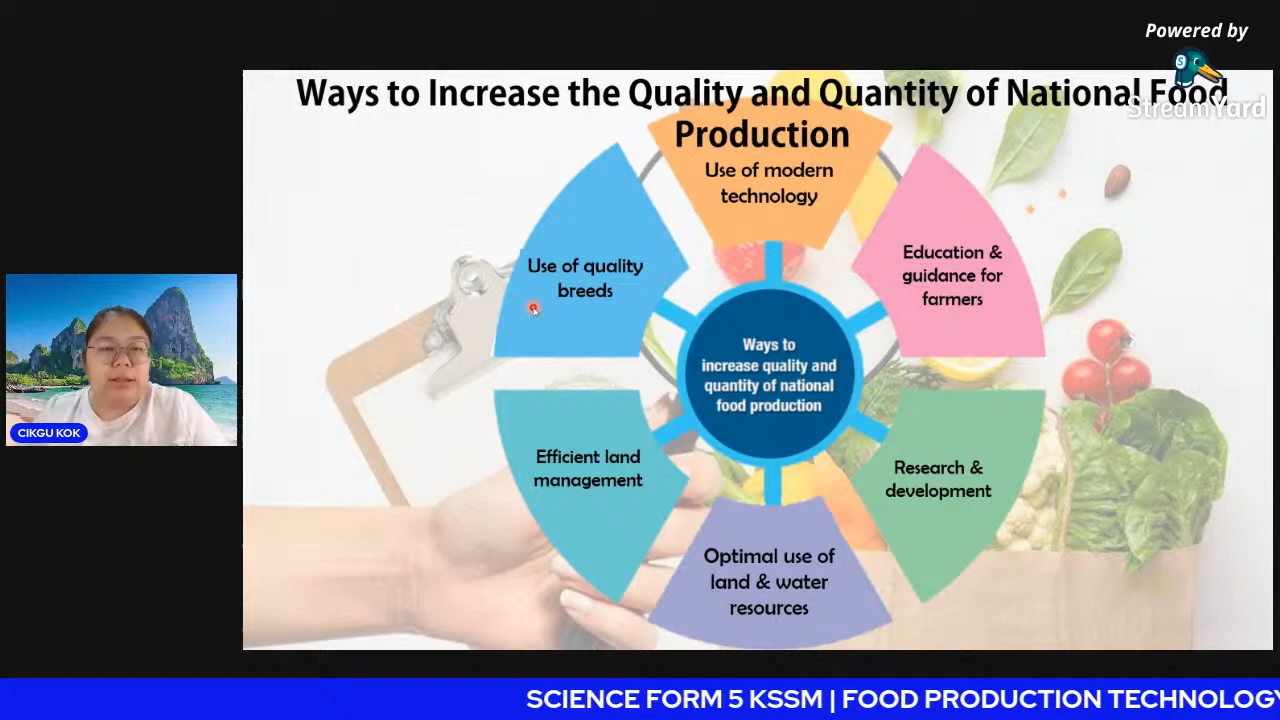 Powered by
StreamYard
Ways to Increase the Quality and Quantity of National Food
Production
Use of modern
technology
Use of quality
breeds
Education &
guidance for
farmers
Ways to
increase quality and
quantity of national
food production
Efficient land
management
Research &
development
Optimal use of
land & water
resources
CIKGU KOK
SCIENCE FORM 5 KSSM | FOOD PRODUCTION TECHNOLOGY